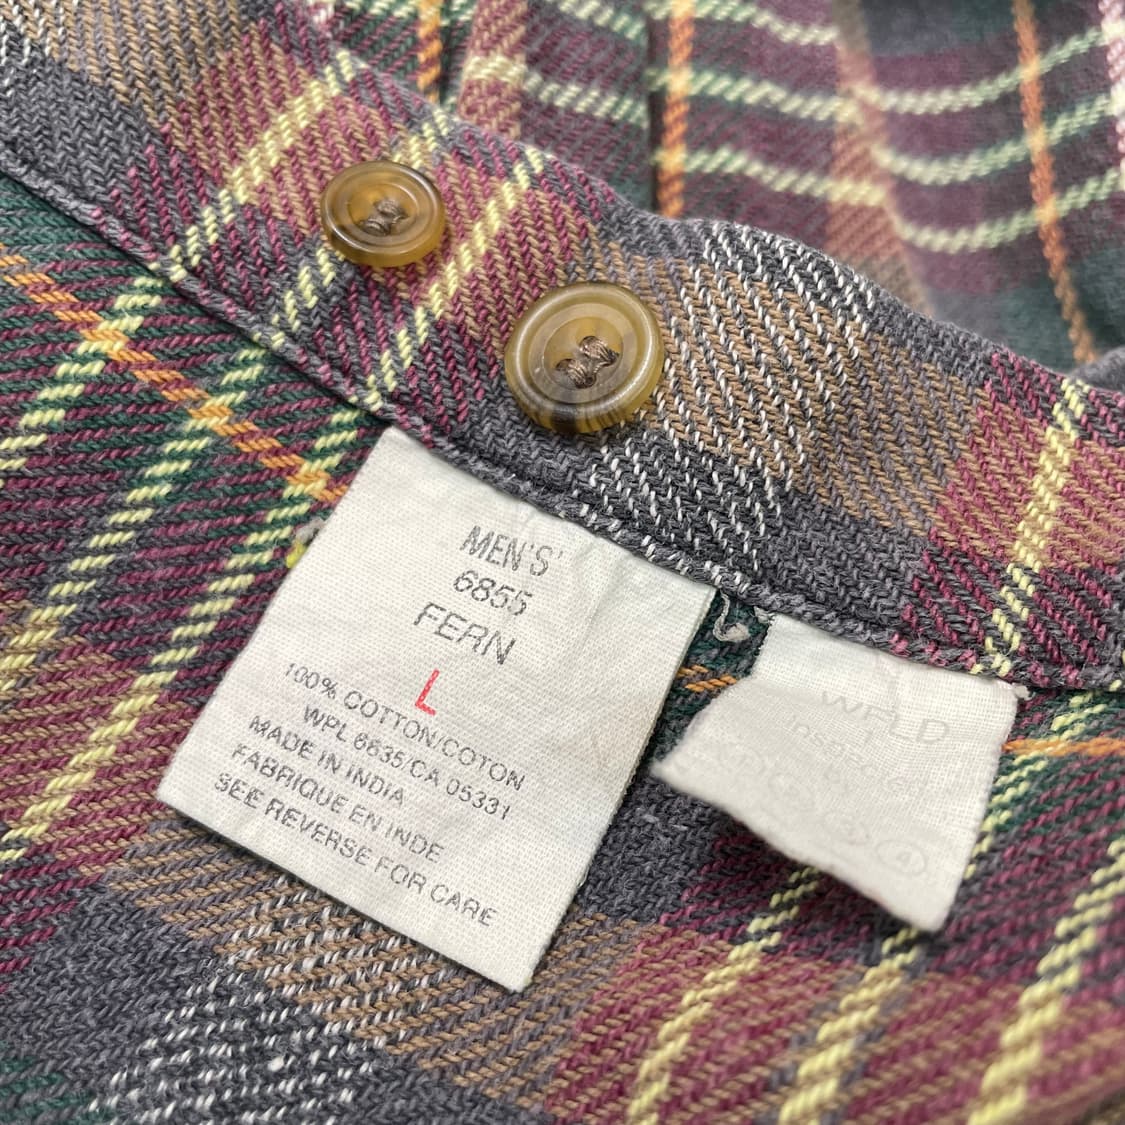 MEN'S'
6855
FERN
L
100% COTTON/COTON
WPL 6635/CA 05331
MADE IN INDIA
FABRIQUE EN INDE
SEE REVERSE FOR CARE